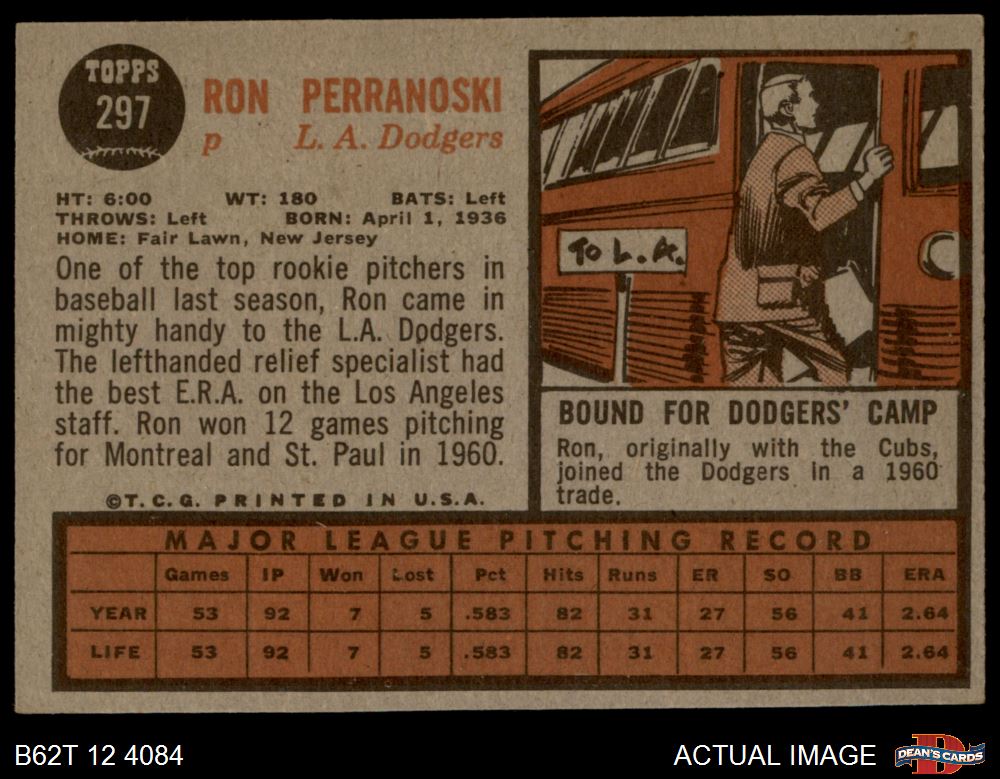 TOPPS
297
RON PERRANOSKI
p L. A. Dodgers
HT: 6:00 WT: 180 BATS: Left
THROWS: Left BORN: April 1, 1936
HOME: Fair Lawn, New Jersey
One of the top rookie pitchers in
baseball last season, Ron came in
mighty handy to the L.A. Dodgers.
The lefthanded relief specialist had
the best E.R.A. on the Los Angeles
staff. Ron won 12 games pitching
for Montreal and St. Paul in 1960.
©T.C.G. PRINTED IN U.S.A.
TO L.A.
BOUND FOR DODGERS' CAMP
Ron, originally with the Cubs,
joined the Dodgers in a 1960
trade.
MAJOR LEAGUE PITCHING RECORD
Games IP Won Lost Pct Hits Runs ER SO BB ERA
YEAR 53 92 7 5 .583 82 31 27 56 41 2.64
LIFE 53 92 7 5 .583 82 31 27 56 41 2.64
B62T 12 4084 ACTUAL IMAGE
D
DEAN'S CARDS